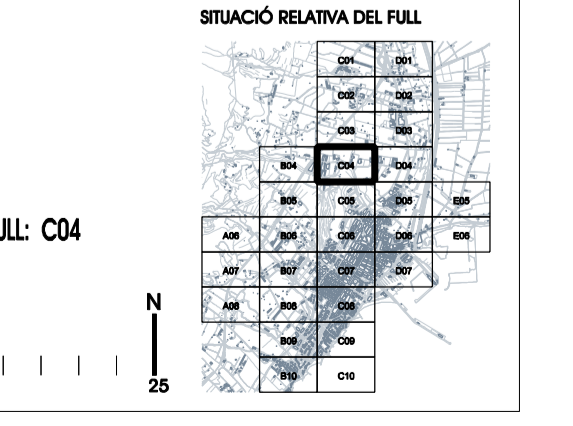 SITUACIÓ RELATIVA DEL FULL
C01 D01
C02 D02
C03 D03
B04 C04 D04
B05 C05 D05 E05
ULL: C04
A06 B06 C06 D06 E06
A07 B07 C07 D07
A08 B08 C08
N
B09 C09
B10 C10
25